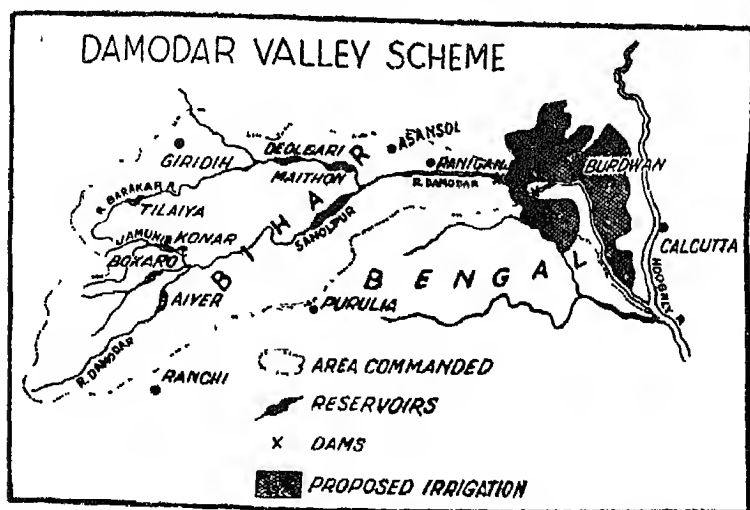 DAMODAR VALLEY SCHEME
GIRIDIH
DEOLBARI
MAITHON
ASANSOL
RANIGANJ
R. DAMODAR
BURDWAN
R. BARAKARA
TILAIYA
JAMUNIA
KONAR
BOKARO
AIYER
SANOLPUR
BIHAR
BENGAL
CALCUTTA
HOOGHLY R
PURULIA
R. DAMODAR
RANCHI
AREA COMMANDED
RESERVOIRS
X DAMS
PROPOSED IRRIGATION